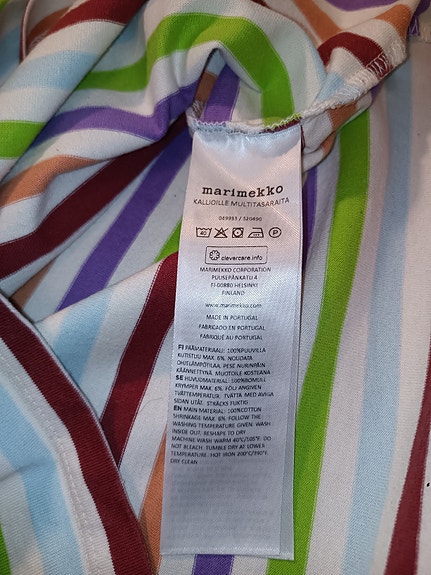 marimekko
KALLIOILLE MULTITASARAITA
049983 / 520490
40 P
clevercare.info
MARIMEKKO CORPORATION
PUUSEPÄNKATU 4
FI-00880 HELSINKI
FINLAND
www.marimekko.com
MADE IN PORTUGAL
FABRICADO EN PORTUGAL
FABRIQUÉ AU PORTUGAL
FI PÄÄMATERIAALI: 100%PUUVILLA
KUTISTUU MAX. 6%. NOUDATA
OHJELÄMPÖTILAA. PESE NURINPÄIN
KÄÄNNETTYNÄ. MUOTOILE KOSTEANA
SE HUVUDMATERIAL: 100%BOMULL
KRYMPER MAX. 6%. FÖLJ ANGIVEN
TVÄTTEMPERATUR. TVÄTTA MED AVIGA
SIDAN UTÅT. STRÄCKS FUKTIG.
EN MAIN MATERIAL: 100%COTTON
SHRINKAGE MAX. 6%. FOLLOW THE
WASHING TEMPERATURE GIVEN. WASH
INSIDE OUT. RESHAPE TO DRY
MACHINE WASH WARM 40°C/105°F. DO
NOT BLEACH. TUMBLE DRY AT LOWER
TEMPERATURE. HOT IRON 200°C/390°F.
DRY CLEAN